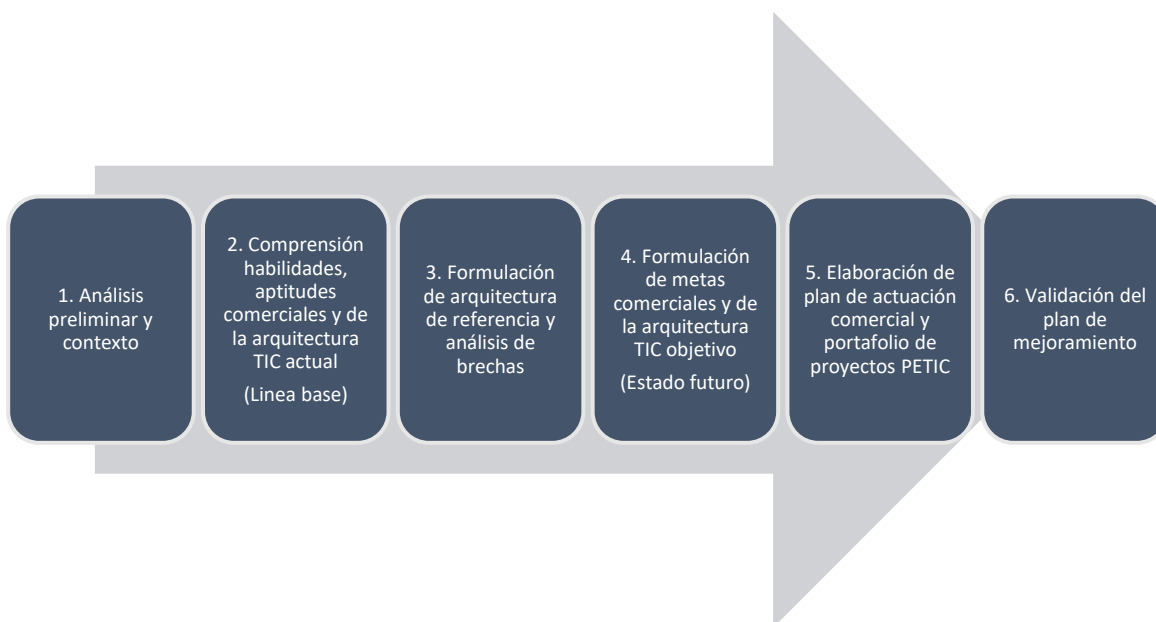 1. Análisis
preliminar y
contexto
2. Comprensión
habilidades,
aptitudes
comerciales y de
la arquitectura
TIC actual
(Linea base)
3. Formulación
de arquitectura
de referencia y
análisis de
brechas
4. Formulación
de metas
comerciales y de
la arquitectura
TIC objetivo
(Estado futuro)
5. Elaboración de
plan de actuación
comercial y
portafolio de
proyectos PETIC
6. Validación del
plan de
mejoramiento